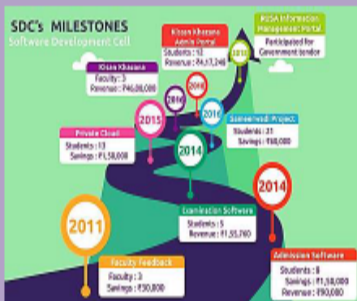 SDC's MILESTONES
Software Development Cell
RUSA Information
Management Portal
Participated for
Government tender
2018
Kisan Khazana
Admin Portal
Students : 12
Revenue : ₹4,17,248
2018
Kisan Khazana
Faculty : 3
Revenue : ₹46,00,000
2016
Sameerwadi Project
Students : 21
Savings : ₹60,000
2016
Private Cloud
Students : 13
Savings : ₹1,50,000
2015
Examination Software
Students : 5
Revenue : ₹1,55,760
2014
Admission Software
Students : 8
Savings : ₹1,50,000
Revenue : ₹90,000
2014
Faculty Feedback
Faculty : 3
Savings : ₹30,000
2011